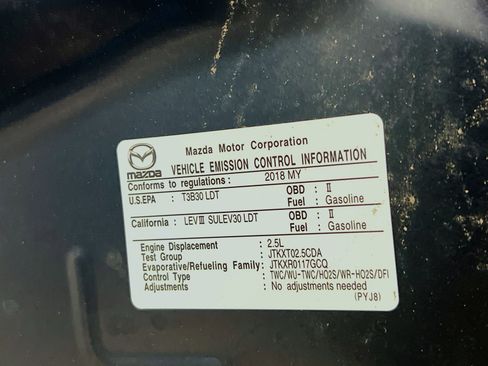 Mazda Motor Corporation
mazda VEHICLE EMISSION CONTROL INFORMATION
Conforms to regulations: 2018 MY
U.S.EPA : T3B30 LDT OBD : II
Fuel : Gasoline
California : LEVIII SULEV30 LDT OBD : II
Fuel : Gasoline
Engine Displacement : 2.5L
Test Group : JTKXT02.5CDA
Evaporative/Refueling Family: JTKXR0117GCQ
Control Type : TWC/WU-TWC/HO2S/WR-HO2S/DFI
Adjustments : No adjustments needed
(PYJ8)